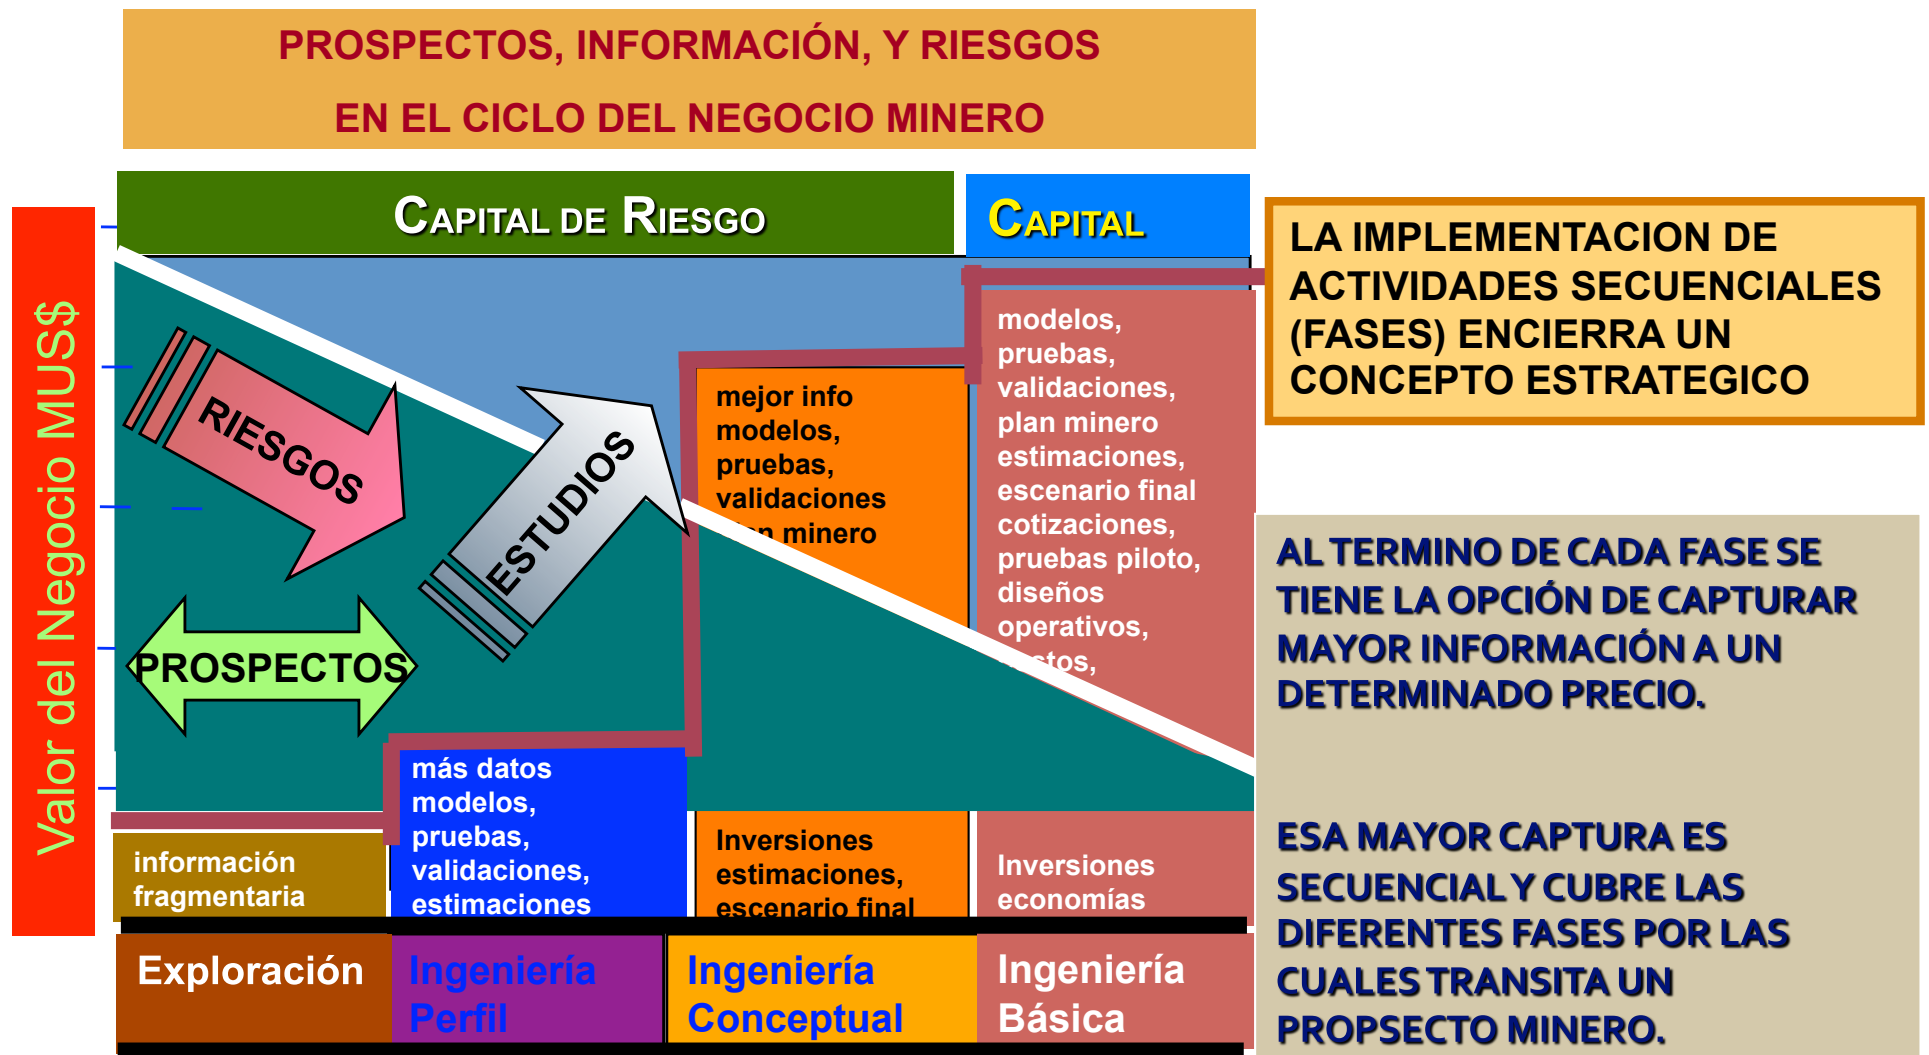 PROSPECTOS, INFORMACIÓN, Y RIESGOS
EN EL CICLO DEL NEGOCIO MINERO
CAPITAL DE RIESGO
CAPITAL
Valor del Negocio MUS$
RIESGOS
ESTUDIOS
PROSPECTOS
información
fragmentaria
más datos
modelos,
pruebas,
validaciones,
estimaciones
mejor info
modelos,
pruebas,
validaciones
minero
Inversiones
estimaciones,
escenario final
modelos,
pruebas,
validaciones,
plan minero
estimaciones,
escenario final
cotizaciones,
pruebas piloto,
diseños
operativos,
Inversiones
economías
Exploración
Ingeniería
Perfil
Ingeniería
Conceptual
Ingeniería
Básica
LA IMPLEMENTACION DE
ACTIVIDADES SECUENCIALES
(FASES) ENCIERRA UN
CONCEPTO ESTRATEGICO
AL TERMINO DE CADA FASE SE
TIENE LA OPCIÓN DE CAPTURAR
MAYOR INFORMACIÓN A UN
DETERMINADO PRECIO.
ESA MAYOR CAPTURA ES
SECUENCIAL Y CUBRE LAS
DIFERENTES FASES POR LAS
CUALES TRANSITA UN
PROPSECTO MINERO.